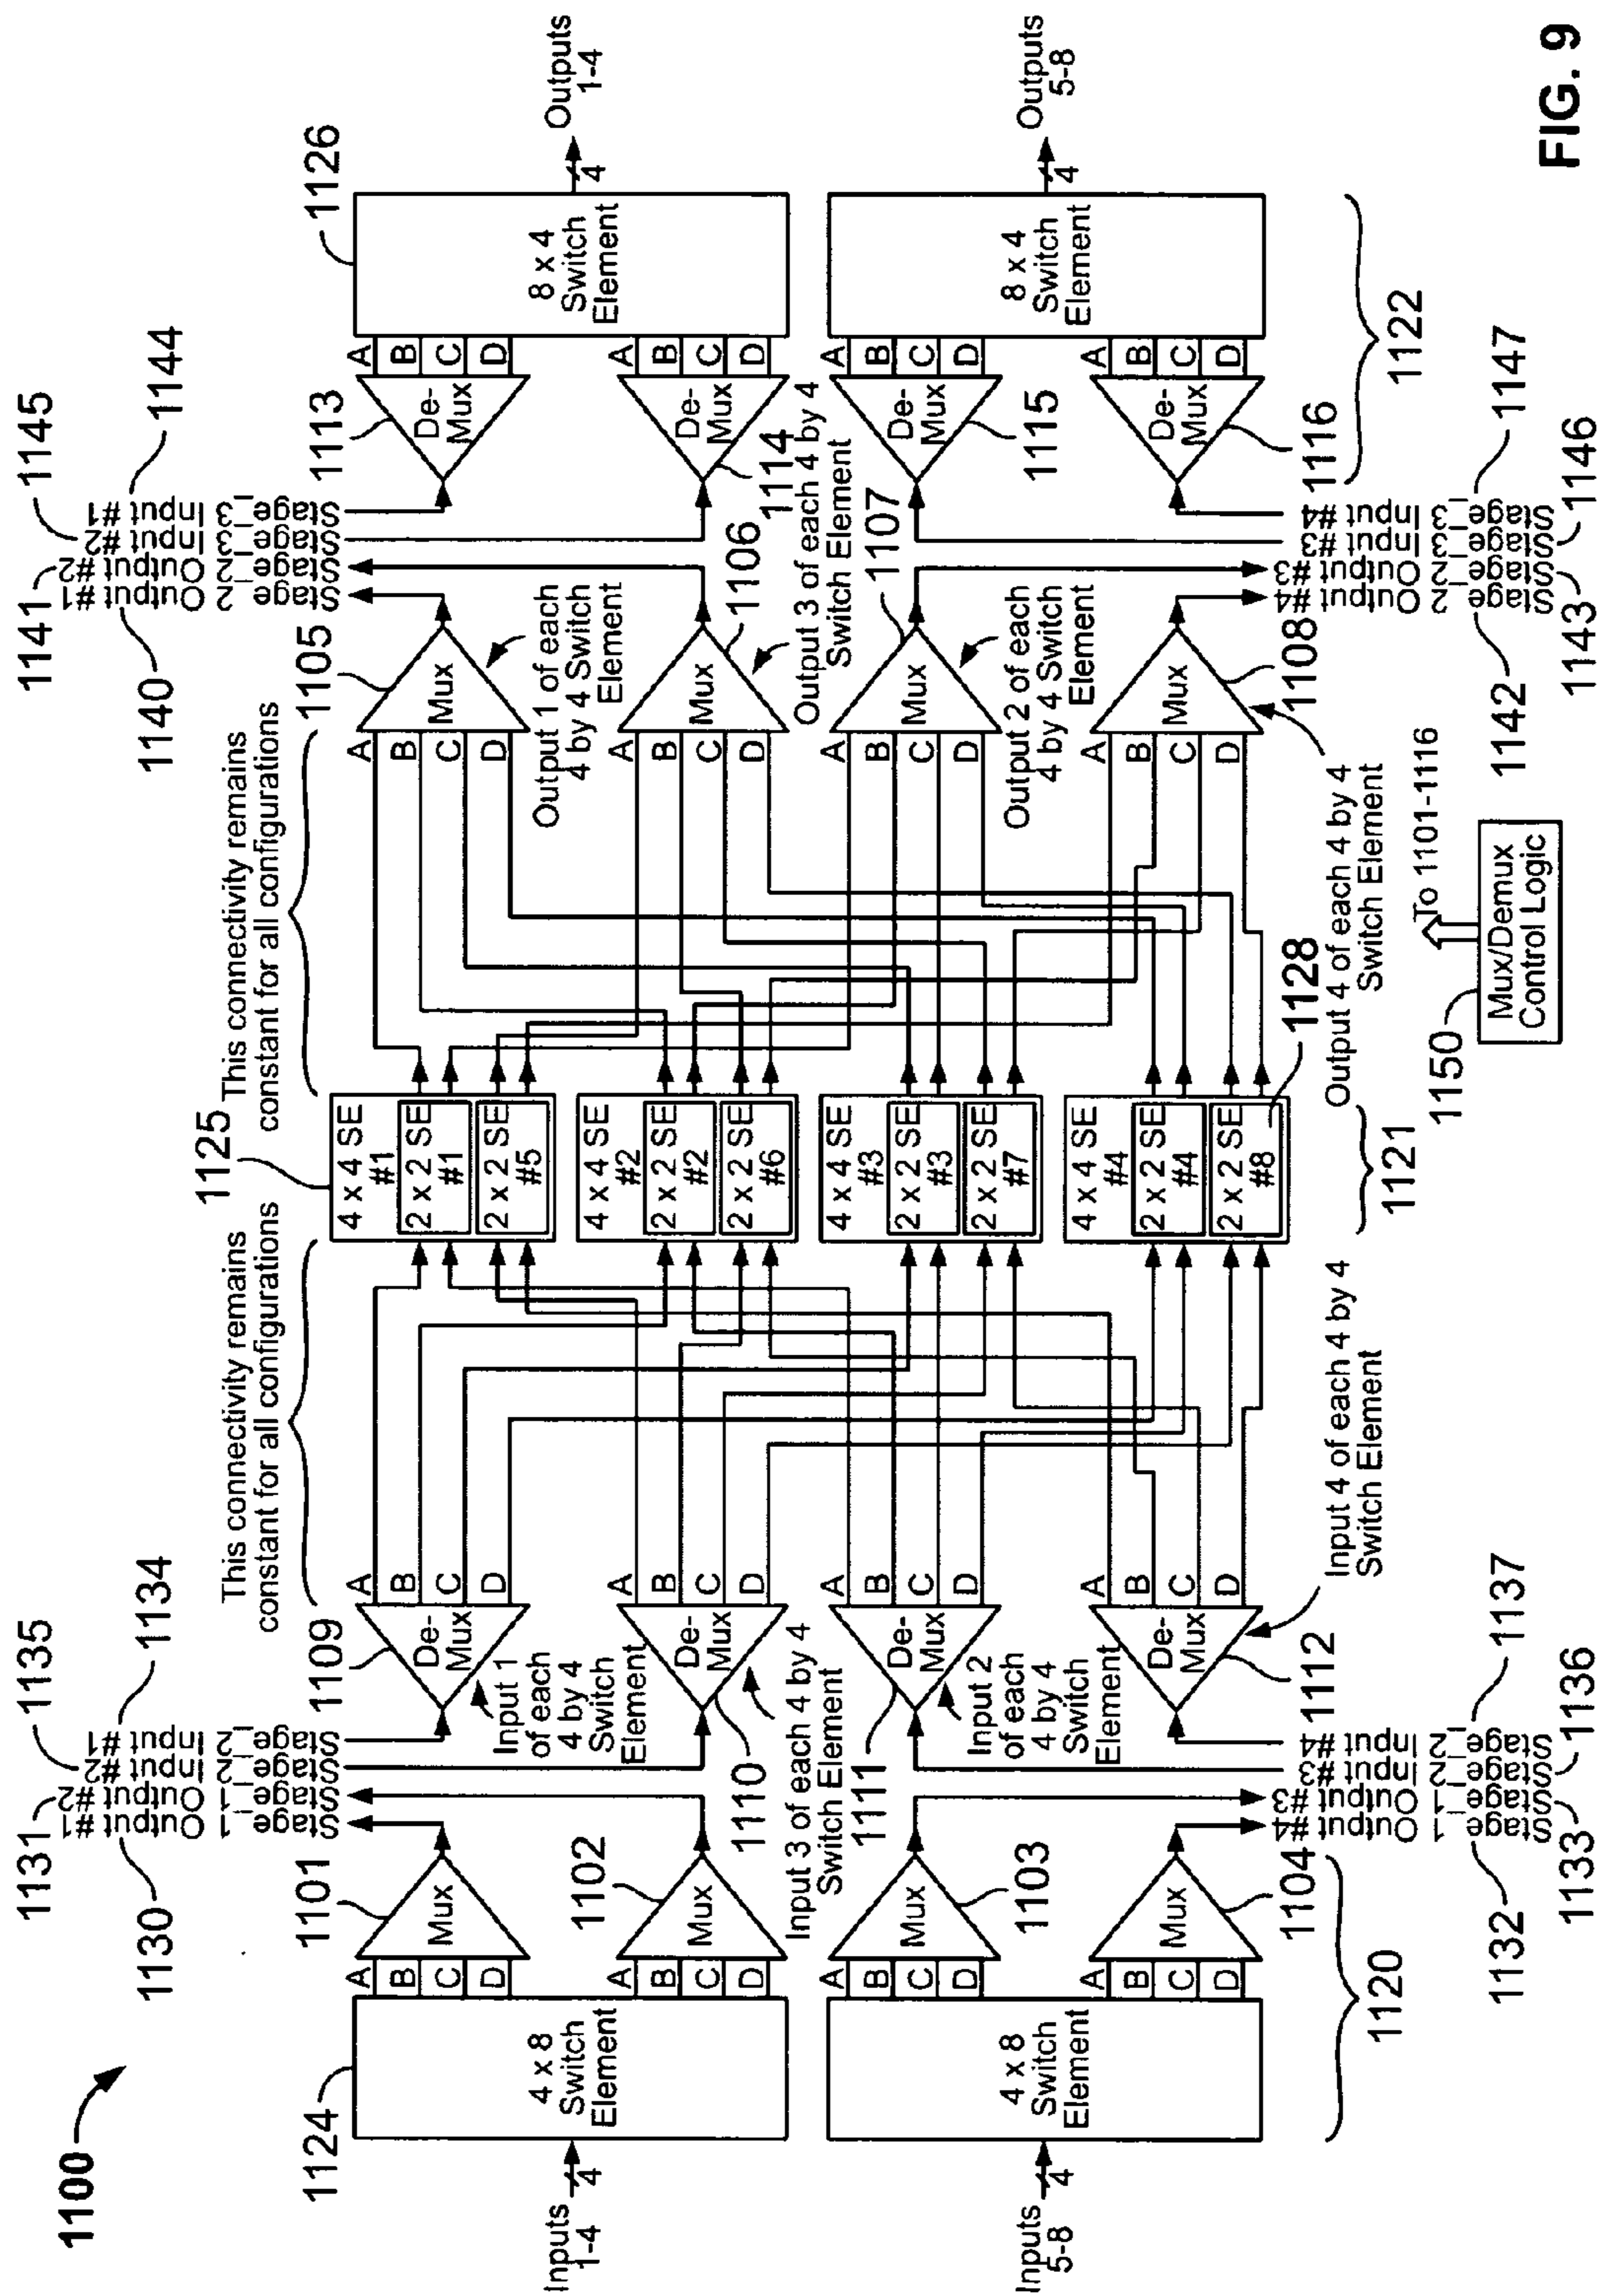 1100
Inputs
1-4
Inputs
5-8
4
4
1124
4 x 8
Switch
Element
4 x 8
Switch
Element
1120
A
B
C
D
A
B
C
D
A
B
C
D
A
B
C
D
Mux
Mux
Mux
Mux
1101
1102
1103
1104
1131
1130
1135
1134
Stage_1 Output #1
Stage_1 Output #2
Stage_2 Input #2
Stage_2 Input #1
Stage_1 Output #4
Stage_1 Output #3
Stage_2 Input #3
Stage_2 Input #4
1132
1133
1136
1137
1109
1110
1111
1112
De-
Mux
De-
Mux
De-
Mux
De-
Mux
Input 1
of each
4 by 4
Switch
Element
Input 3 of each 4 by 4
Switch Element
Input 2
of each
4 by 4
Switch
Element
Input 4 of each 4 by 4
Switch Element
A
B
C
D
A
B
C
D
A
B
C
D
A
B
C
D
This connectivity remains
constant for all configurations
1125
4 x 4 SE
#1
2 x 2 SE
#1
2 x 2 SE
#5
4 x 4 SE
#2
2 x 2 SE
#2
2 x 2 SE
#6
4 x 4 SE
#3
2 x 2 SE
#3
2 x 2 SE
#7
4 x 4 SE
#4
2 x 2 SE
#4
2 x 2 SE
#8
1121
1128
This connectivity remains
constant for all configurations
A
B
C
D
A
B
C
D
A
B
C
D
A
B
C
D
Mux
Mux
Mux
Mux
1105
1106
1107
1108
Output 1 of each
4 by 4 Switch
Element
Output 3 of each 4 by 4
Switch Element
Output 2 of each
4 by 4 Switch
Element
Output 4 of each 4 by 4
Switch Element
1150
Mux/Demux
Control Logic
To 1101-1116
1141
1140
1145
1144
Stage_2 Output #1
Stage_2 Output #2
Stage_3 Input #2
Stage_3 Input #1
Stage_2 Output #4
Stage_2 Output #3
Stage_3 Input #3
Stage_3 Input #4
1142
1143
1146
1147
1113
1114
1115
1116
De-
Mux
De-
Mux
De-
Mux
De-
Mux
A
B
C
D
A
B
C
D
A
B
C
D
A
B
C
D
1126
8 x 4
Switch
Element
8 x 4
Switch
Element
1122
4
4
Outputs
1-4
Outputs
5-8
FIG. 9